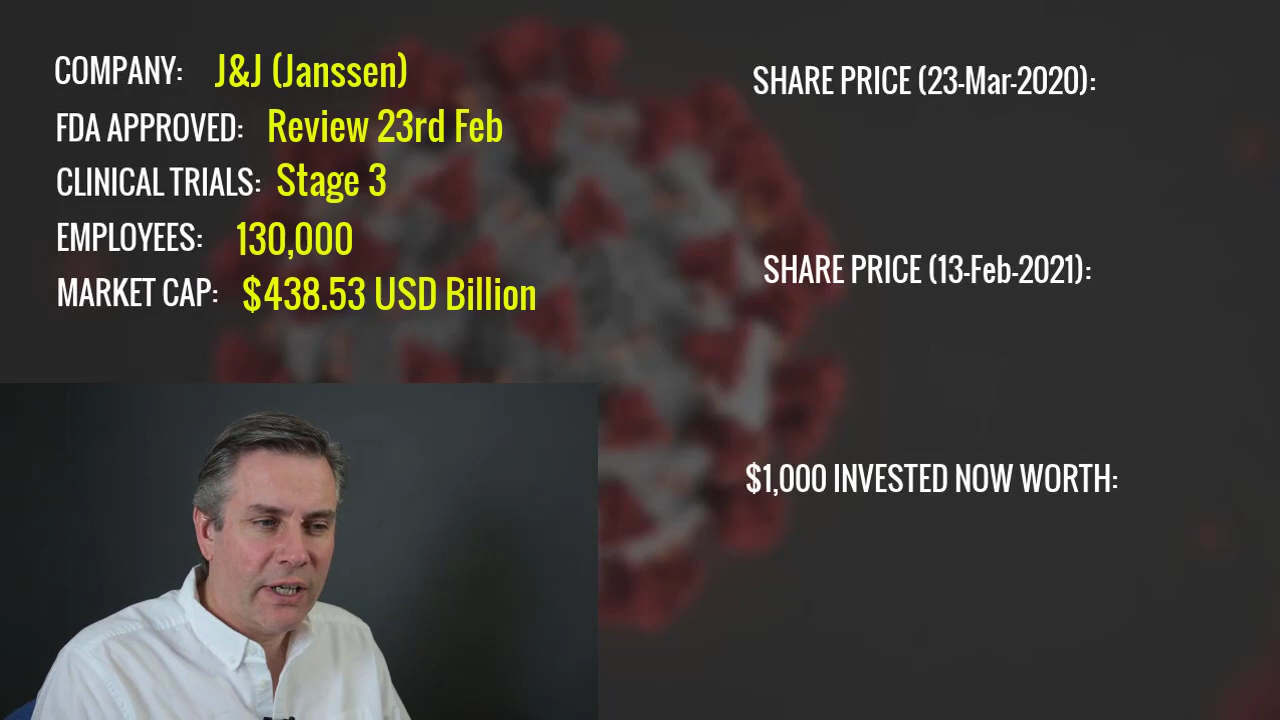 COMPANY: J&J (Janssen)
FDA APPROVED: Review 23rd Feb
CLINICAL TRIALS: Stage 3
EMPLOYEES: 130,000
MARKET CAP: $438.53 USD Billion
SHARE PRICE (23-Mar-2020):
SHARE PRICE (13-Feb-2021):
$1,000 INVESTED NOW WORTH: